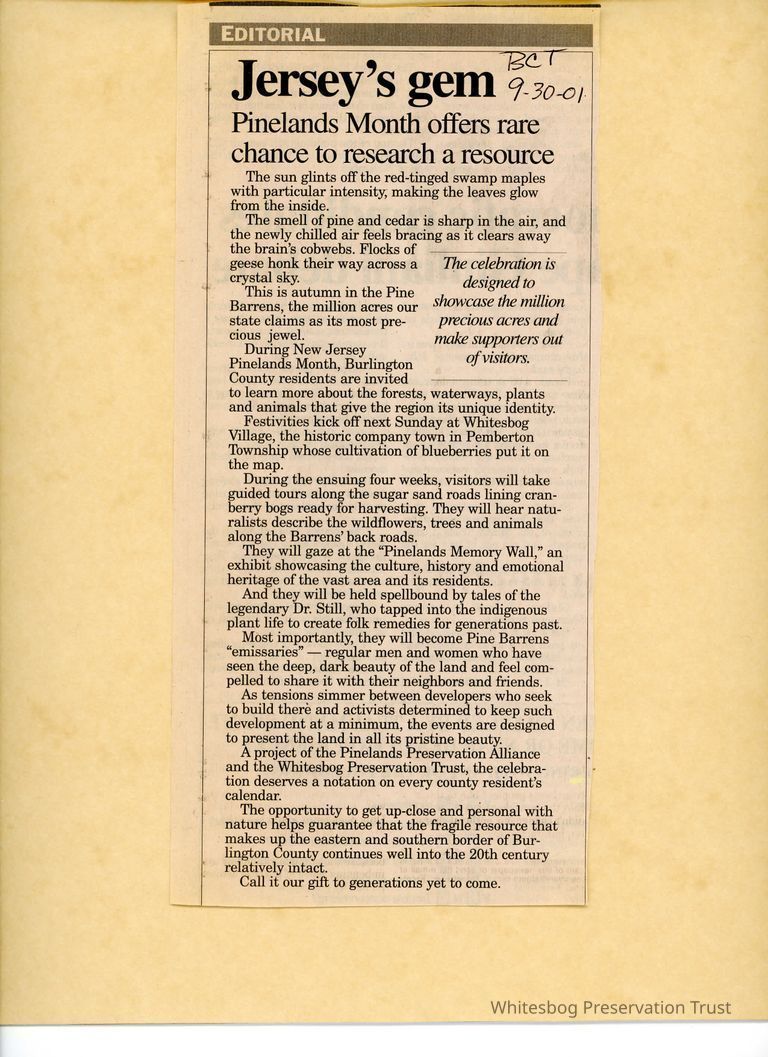 EDITORIAL
Jersey's gem
BCT
9-30-01
Pinelands Month offers rare
chance to research a resource
The sun glints off the red-tinged swamp maples
with particular intensity, making the leaves glow
from the inside.
The smell of pine and cedar is sharp in the air, and
the newly chilled air feels bracing as it clears away
the brain's cobwebs. Flocks of
geese honk their way across a
crystal sky.
This is autumn in the Pine
Barrens, the million acres our
state claims as its most pre-
cious jewel.
During New Jersey
Pinelands Month, Burlington
County residents are invited
The celebration is
designed to
showcase the million
precious acres and
make supporters out
of visitors.
to learn more about the forests, waterways, plants
and animals that give the region its unique identity.
Festivities kick off next Sunday at Whitesbog
Village, the historic company town in Pemberton
Township whose cultivation of blueberries put it on
the map.
During the ensuing four weeks, visitors will take
guided tours along the sugar sand roads lining cran-
berry bogs ready for harvesting. They will hear natu-
ralists describe the wildflowers, trees and animals
along the Barrens' back roads.
They will gaze at the "Pinelands Memory Wall," an
exhibit showcasing the culture, history and emotional
heritage of the vast area and its residents.
And they will be held spellbound by tales of the
legendary Dr. Still, who tapped into the indigenous
plant life to create folk remedies for generations past.
Most importantly, they will become Pine Barrens
"emissaries" — regular men and women who have
seen the deep, dark beauty of the land and feel com-
pelled to share it with their neighbors and friends.
As tensions simmer between developers who seek
to build there and activists determined to keep such
development at a minimum, the events are designed
to present the land in all its pristine beauty.
A project of the Pinelands Preservation Alliance
and the Whitesbog Preservation Trust, the celebra-
tion deserves a notation on every county resident's
calendar.
The opportunity to get up-close and personal with
nature helps guarantee that the fragile resource that
makes up the eastern and southern border of Bur-
lington County continues well into the 20th century
relatively intact.
Call it our gift to generations yet to come.
Whitesbog Preservation Trust